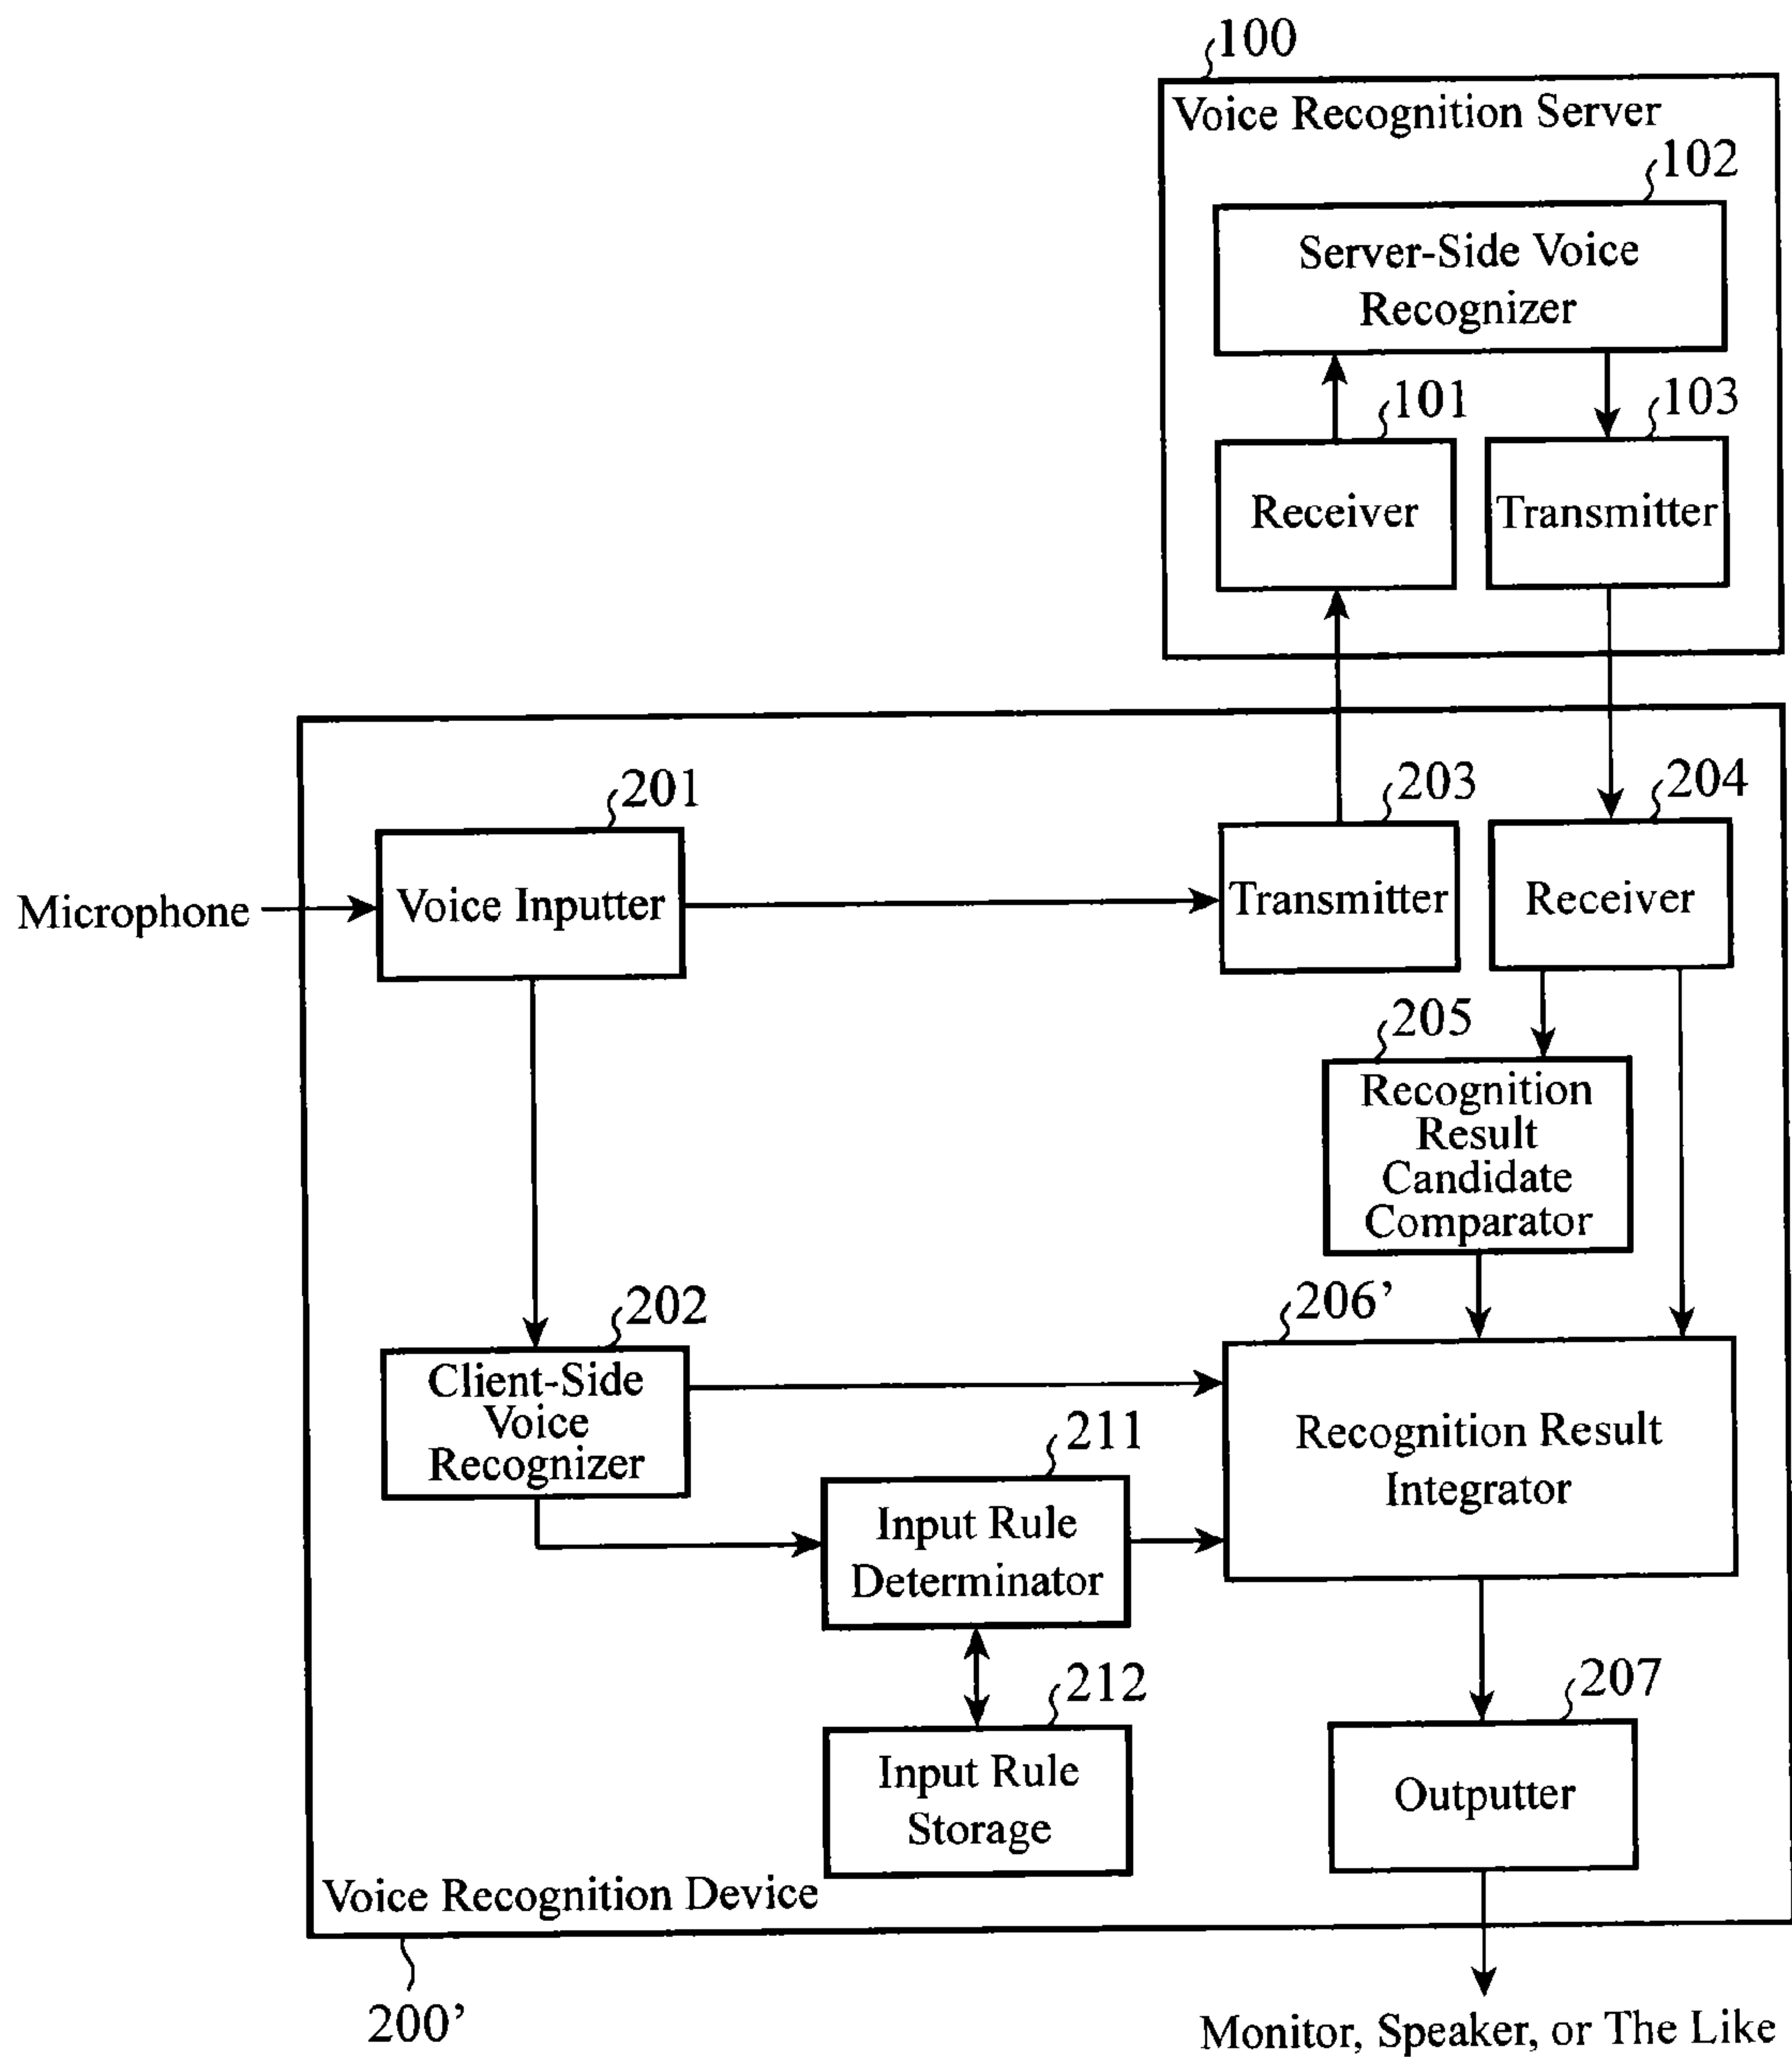 100
Voice Recognition Server
102
Server-Side Voice
Recognizer
101
103
Receiver
Transmitter
201
203
204
Microphone
Voice Inputter
Transmitter
Receiver
205
Recognition
Result
Candidate
Comparator
202
206’
Client-Side
Voice
Recognizer
Recognition Result
Integrator
211
Input Rule
Determinator
212
207
Input Rule
Storage
Outputter
Voice Recognition Device
200’
Monitor, Speaker, or The Like